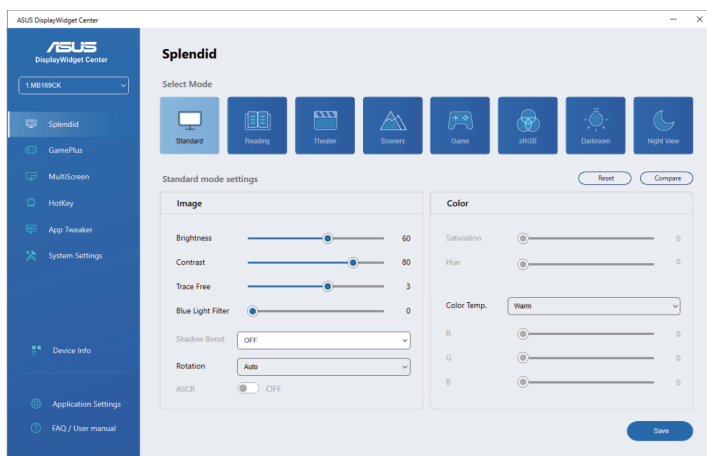 ASUS DisplayWidget Center
ASUS
DisplayWidget Center
1.MB169CK
Splendid
GamePlus
MultiScreen
HotKey
App Tweaker
System Settings
Device Info
Application Settings
FAQ / User manual
Splendid
Select Mode
Standard Reading Theater Scenery Game sRGB Darkroom Night View
Standard mode settings Reset Compare
Image
Brightness 60
Contrast 80
Trace Free 3
Blue Light Filter 0
Shadow Boost OFF
Rotation Auto
ASCR OFF
Color
Saturation 0
Hue 0
Color Temp. Warm
R 0
G 0
B 0
Save